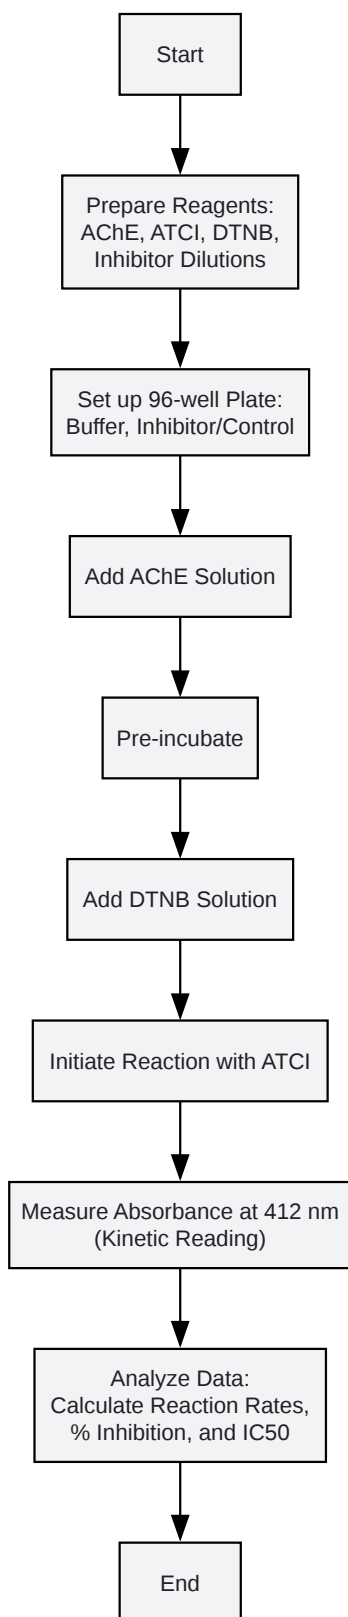 Start
Prepare Reagents:
AChE, ATCI, DTNB,
Inhibitor Dilutions
Set up 96-well Plate:
Buffer, Inhibitor/Control
Add AChE Solution
Pre-incubate
Add DTNB Solution
Initiate Reaction with ATCI
Measure Absorbance at 412 nm
(Kinetic Reading)
Analyze Data:
Calculate Reaction Rates,
% Inhibition, and IC50
End